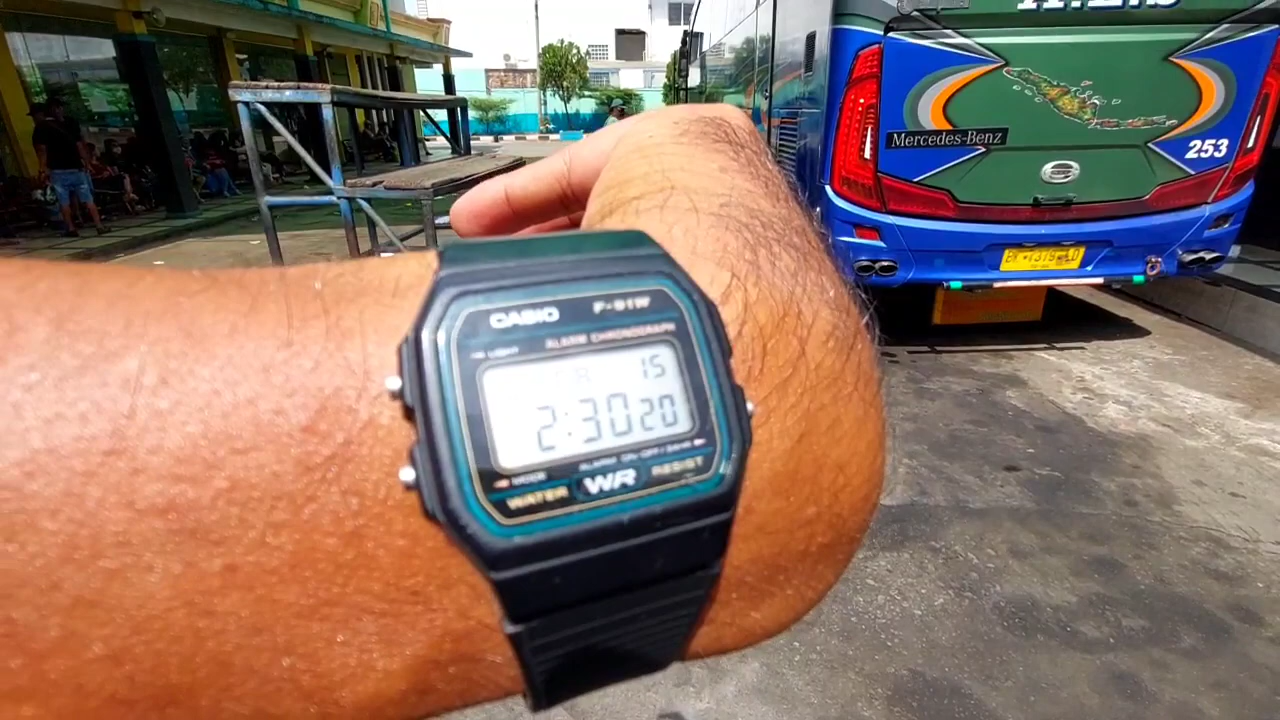 CASIO F-91W
LIGHT ALARM CHRONOGRAPH
15
2:30 20
ALARM ON·OFF/24HR
MODE
WATER WR RESIST
Mercedes-Benz
253